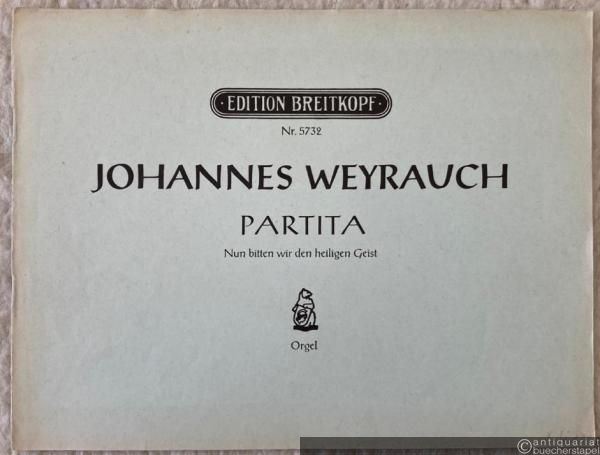 · EDITION BREITKOPF ·
Nr. 5732
JOHANNES WEYRAUCH
PARTITA
Nun bitten wir den heiligen Geist
Orgel
© antiquariat
buecherstapel